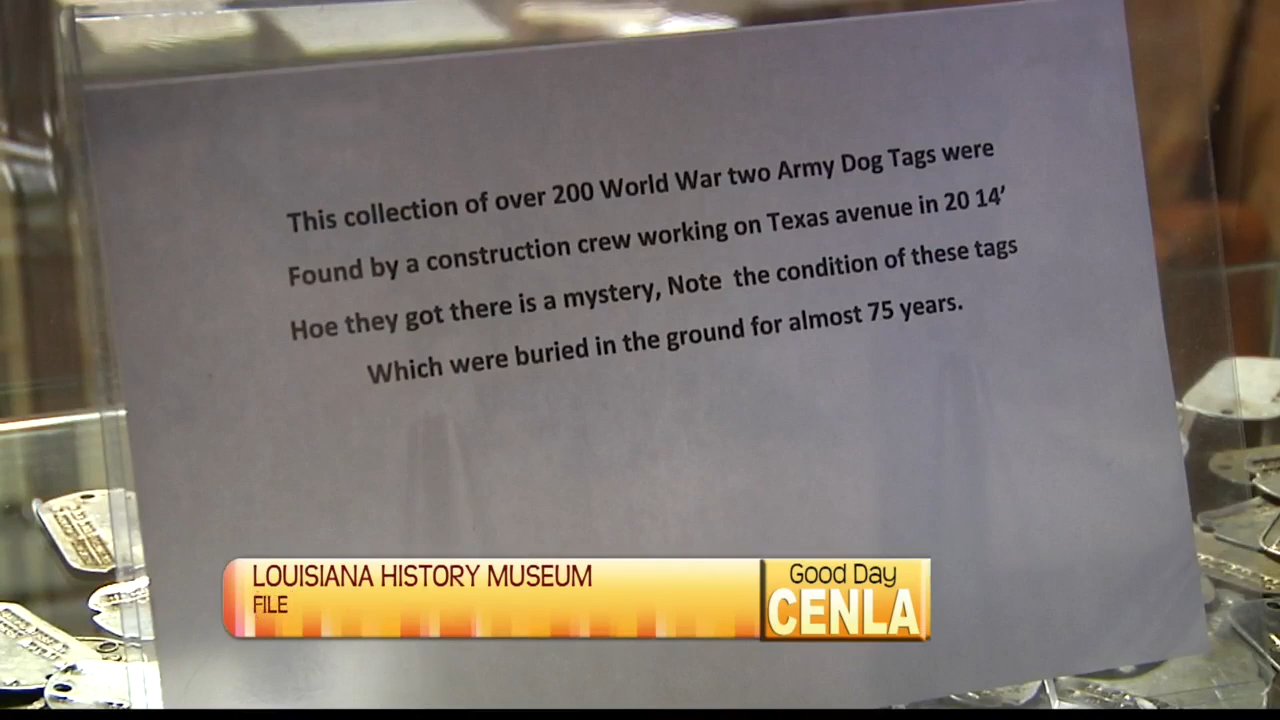 This collection of over 200 World War two Army Dog Tags were
Found by a construction crew working on Texas avenue in 20 14’
Hoe they got there is a mystery, Note the condition of these tags
Which were buried in the ground for almost 75 years.
LOUISIANA HISTORY MUSEUM
FILE
Good Day
CENLA